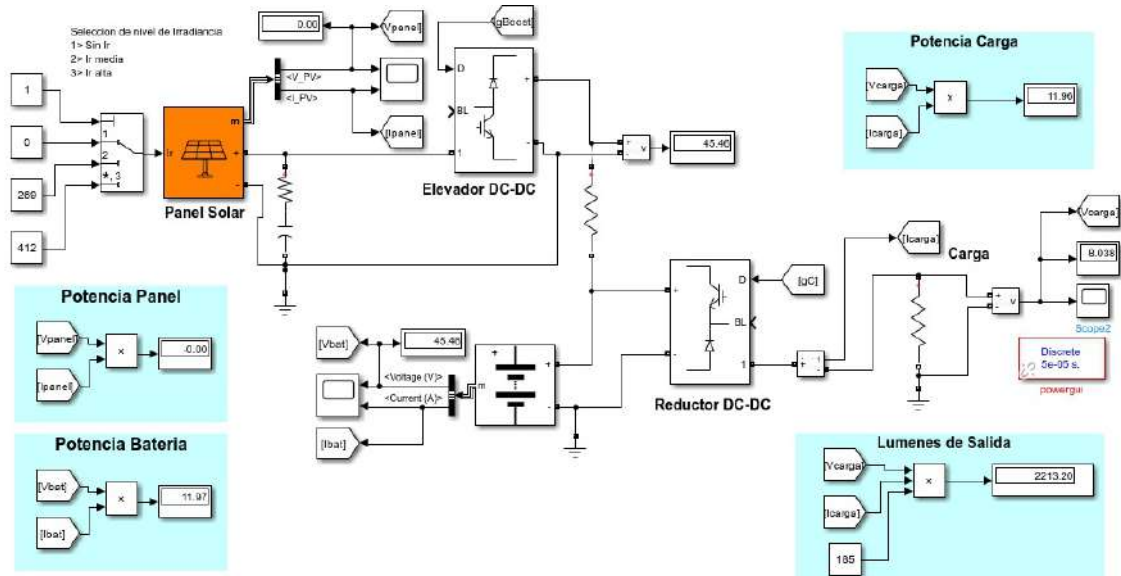 Seleccion de nivel de Irradiancia
1> Sin Ir
2> Ir media
3> Ir alta
1
0
269
412
1
2
*, 3
Ir
m
+
-
Panel Solar
0.00
[Vpanel]
<V_PV>
<I_PV>
[Ipanel]
[gBoost]
D
BL
1
+
-
Elevador DC-DC
+
-
v
45.46
Potencia Carga
[Vcarga]
[Icarga]
x
11.96
Potencia Panel
[Vpanel]
[Ipanel]
x
-0.00
Potencia Bateria
[Vbat]
[Ibat]
x
11.97
[Vbat]
45.46
<Voltage (V)>
<Current (A)>
[Ibat]
m
+
+
-
+
-
D
BL
1
[gC]
Reductor DC-DC
[Icarga]
+
i
-
Carga
+
-
v
[Vcarga]
8.038
Scope2
Discrete
5e-05 s.
powergui
Lumenes de Salida
[Vcarga]
[Icarga]
185
x
2213.20